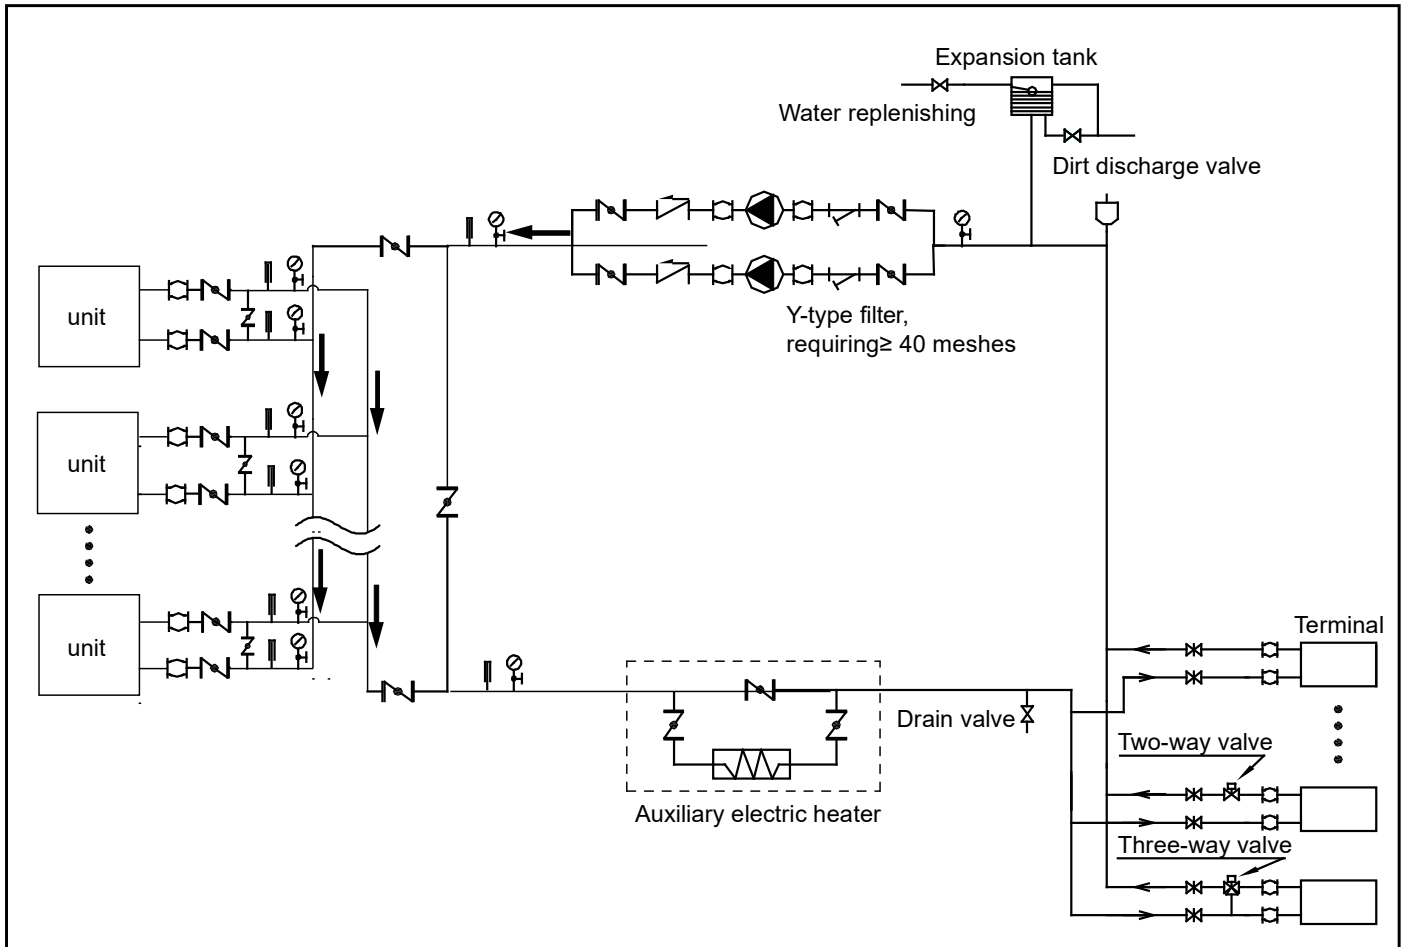 Expansion tank
Water replenishing
Dirt discharge valve
unit
Y-type filter,
requiring≥ 40 meshes
unit
unit
Terminal
Drain valve
Two-way valve
Auxiliary electric heater
Three-way valve